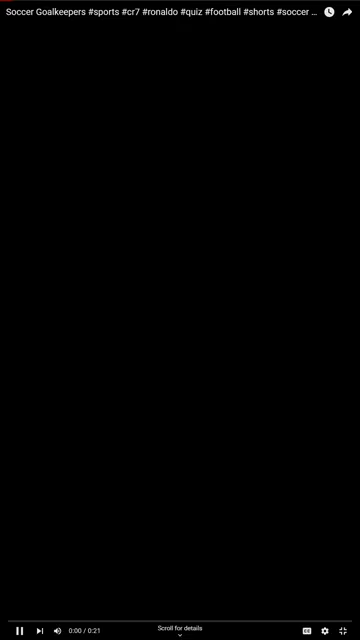 Soccer Goalkeepers #sports #cr7 #ronaldo #quiz #football #shorts #soccer ...
0:00 / 0:21
Scroll for details